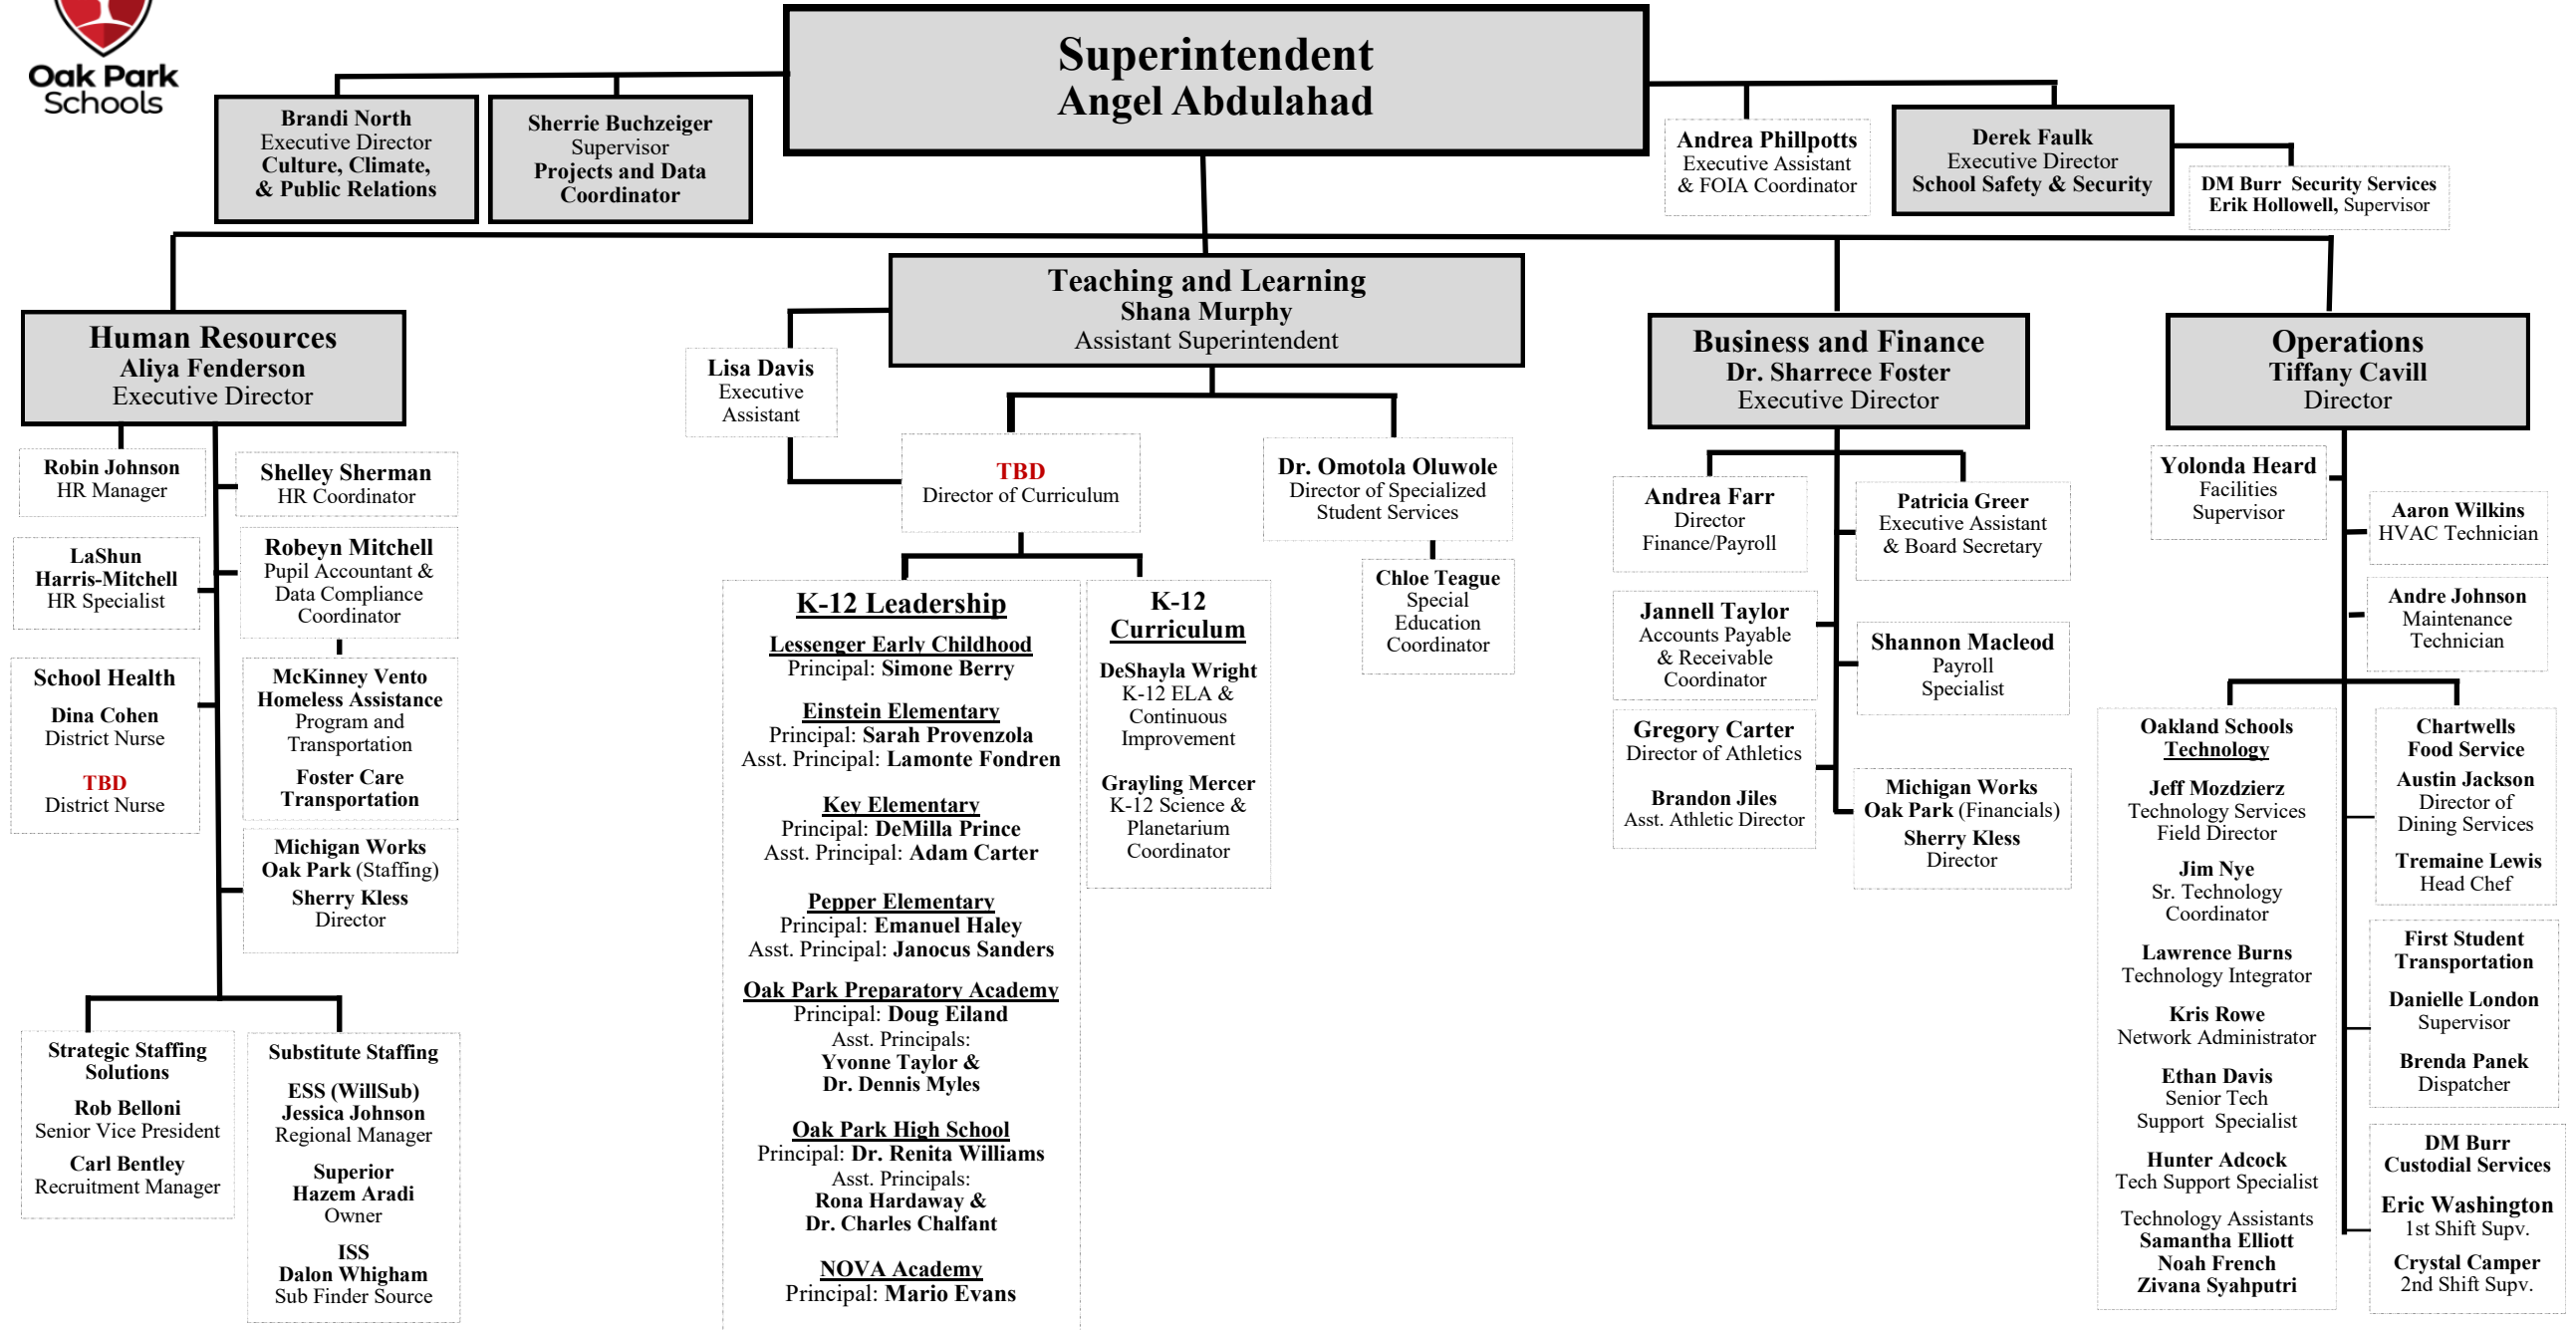 Oak Park
Schools
Superintendent
Angel Abdulahad
Brandi North
Executive Director
Culture, Climate,
& Public Relations
Sherrie Buchzeiger
Supervisor
Projects and Data
Coordinator
Andrea Phillpotts
Executive Assistant
& FOIA Coordinator
Derek Faulk
Executive Director
School Safety & Security
DM Burr  Security Services
Erik Hollowell, Supervisor
Human Resources
Aliya Fenderson
Executive Director
Robin Johnson
HR Manager
Shelley Sherman
HR Coordinator
LaShun
Harris-Mitchell
HR Specialist
Robeyn Mitchell
Pupil Accountant &
Data Compliance
Coordinator
School Health
Dina Cohen
District Nurse
TBD
District Nurse
McKinney Vento
Homeless Assistance
Program and
Transportation
Foster Care
Transportation
Michigan Works
Oak Park (Staffing)
Sherry Kless
Director
Strategic Staffing
Solutions
Rob Belloni
Senior Vice President
Carl Bentley
Recruitment Manager
Substitute Staffing
ESS (WillSub)
Jessica Johnson
Regional Manager
Superior
Hazem Aradi
Owner
ISS
Dalon Whigham
Sub Finder Source
Teaching and Learning
Shana Murphy
Assistant Superintendent
Lisa Davis
Executive
Assistant
TBD
Director of Curriculum
Dr. Omotola Oluwole
Director of Specialized
Student Services
Chloe Teague
Special
Education
Coordinator
K-12 Leadership
Lessenger Early Childhood
Principal: Simone Berry
Einstein Elementary
Principal: Sarah Provenzola
Asst. Principal: Lamonte Fondren
Key Elementary
Principal: DeMilla Prince
Asst. Principal: Adam Carter
Pepper Elementary
Principal: Emanuel Haley
Asst. Principal: Janocus Sanders
Oak Park Preparatory Academy
Principal: Doug Eiland
Asst. Principals:
Yvonne Taylor &
Dr. Dennis Myles
Oak Park High School
Principal: Dr. Renita Williams
Asst. Principals:
Rona Hardaway &
Dr. Charles Chalfant
NOVA Academy
Principal: Mario Evans
K-12
Curriculum
DeShayla Wright
K-12 ELA &
Continuous
Improvement
Grayling Mercer
K-12 Science &
Planetarium
Coordinator
Business and Finance
Dr. Sharrece Foster
Executive Director
Andrea Farr
Director
Finance/Payroll
Patricia Greer
Executive Assistant
& Board Secretary
Jannell Taylor
Accounts Payable
& Receivable
Coordinator
Shannon Macleod
Payroll
Specialist
Gregory Carter
Director of Athletics
Brandon Jiles
Asst. Athletic Director
Michigan Works
Oak Park (Financials)
Sherry Kless
Director
Operations
Tiffany Cavill
Director
Yolonda Heard
Facilities
Supervisor
Aaron Wilkins
HVAC Technician
Andre Johnson
Maintenance
Technician
Oakland Schools
Technology
Jeff Mozdzierz
Technology Services
Field Director
Jim Nye
Sr. Technology
Coordinator
Lawrence Burns
Technology Integrator
Kris Rowe
Network Administrator
Ethan Davis
Senior Tech
Support  Specialist
Hunter Adcock
Tech Support Specialist
Technology Assistants
Samantha Elliott
Noah French
Zivana Syahputri
Chartwells
Food Service
Austin Jackson
Director of
Dining Services
Tremaine Lewis
Head Chef
First Student
Transportation
Danielle London
Supervisor
Brenda Panek
Dispatcher
DM Burr
Custodial Services
Eric Washington
1st Shift Supv.
Crystal Camper
2nd Shift Supv.